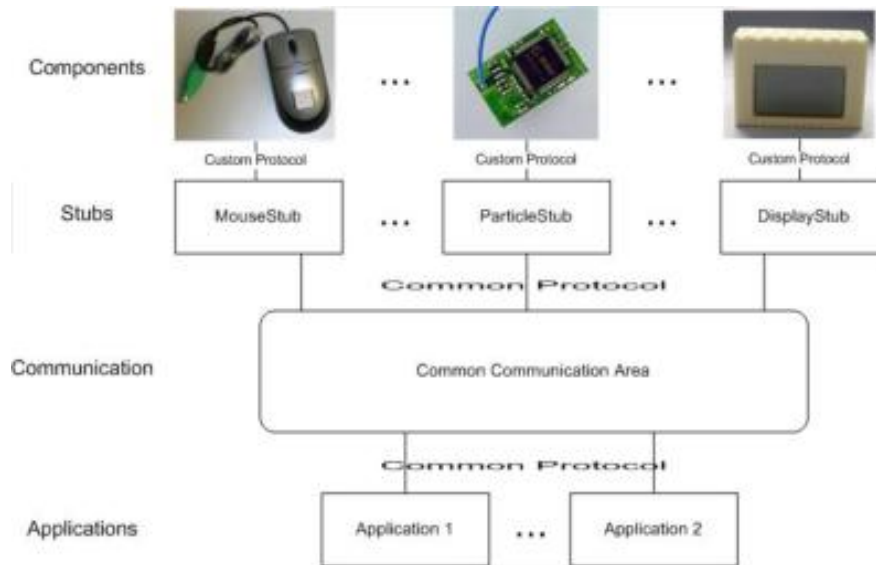 Components
... ...
Custom Protocol Custom Protocol Custom Protocol
Stubs MouseStub ... ParticleStub ... DisplayStub
Common Protocol
Communication Common Communication Area
Common Protocol
Applications Application 1 ... Application 2